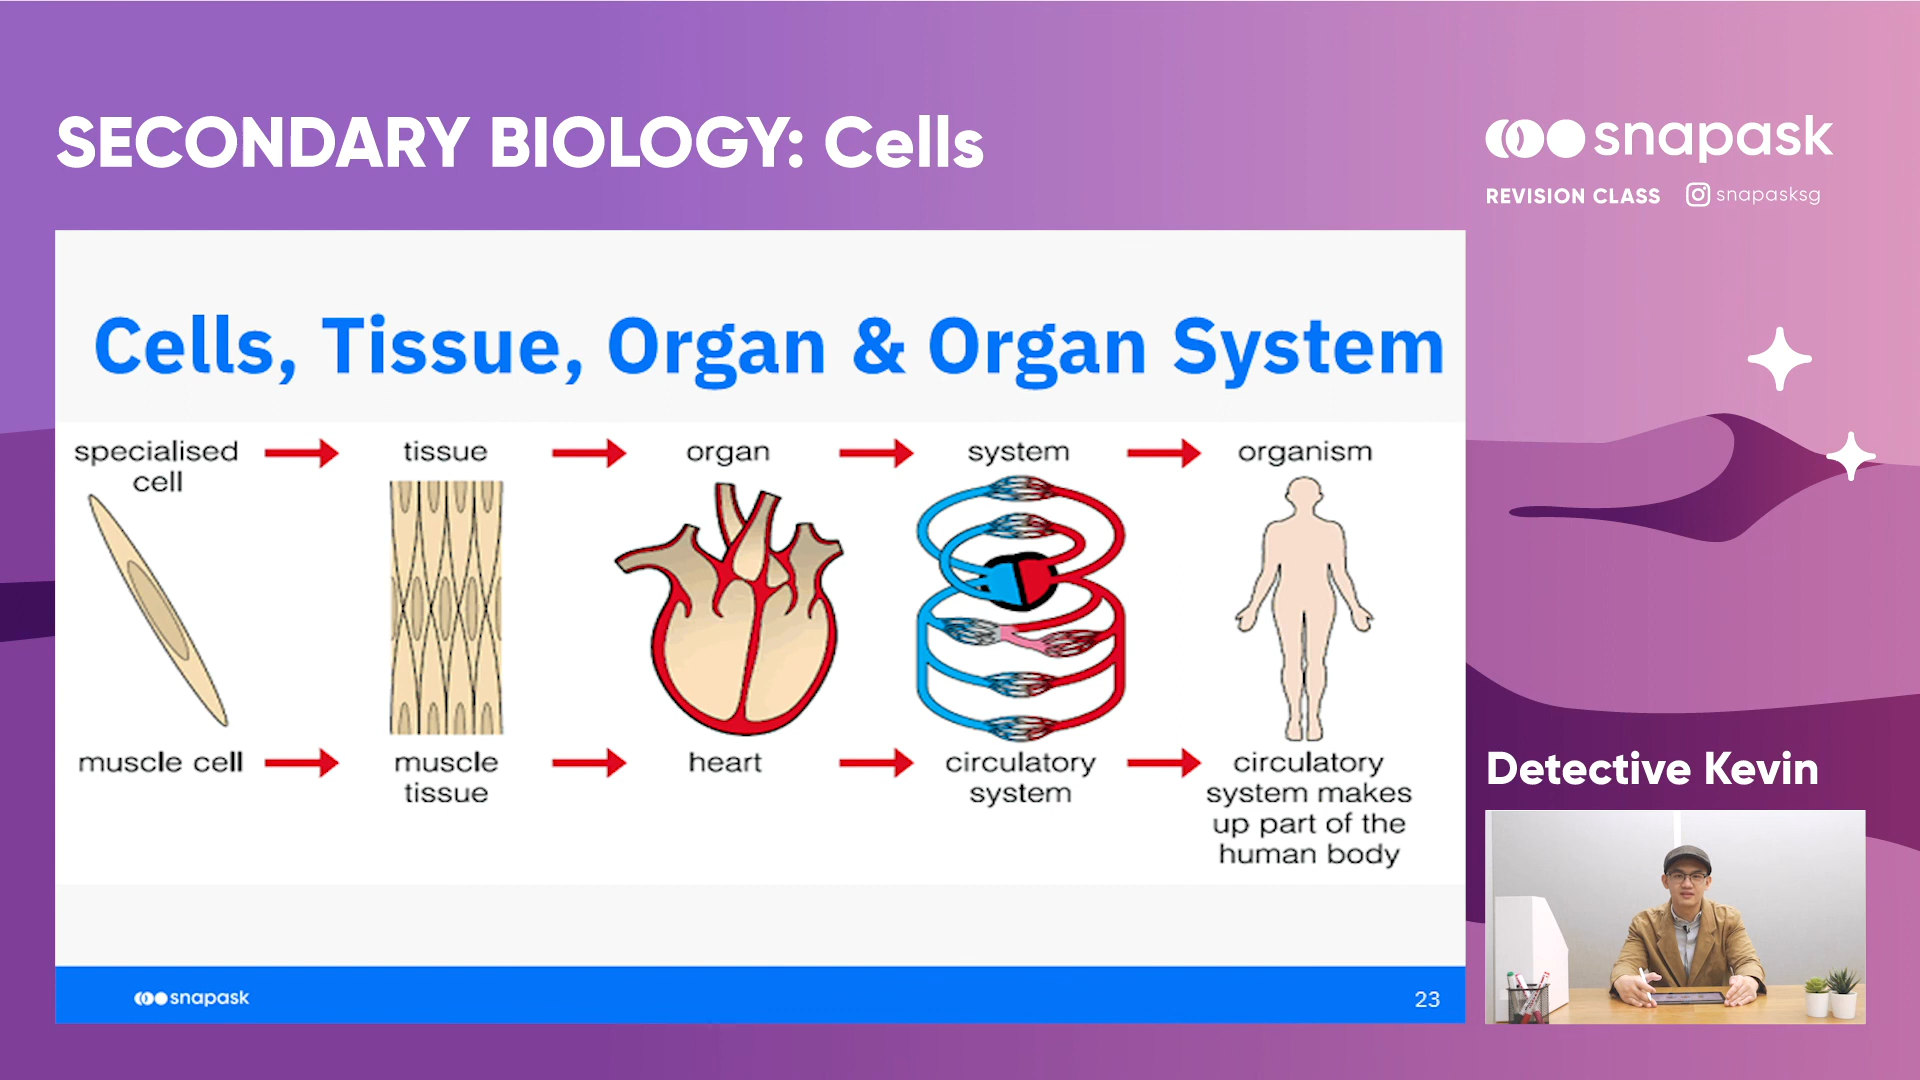 SECONDARY BIOLOGY: Cells
snapask
REVISION CLASS snapasksg
Cells, Tissue, Organ & Organ System
specialised cell
tissue
organ
system
organism
muscle cell
muscle tissue
heart
circulatory system
circulatory
system makes
up part of the
human body
Detective Kevin
snapask
23